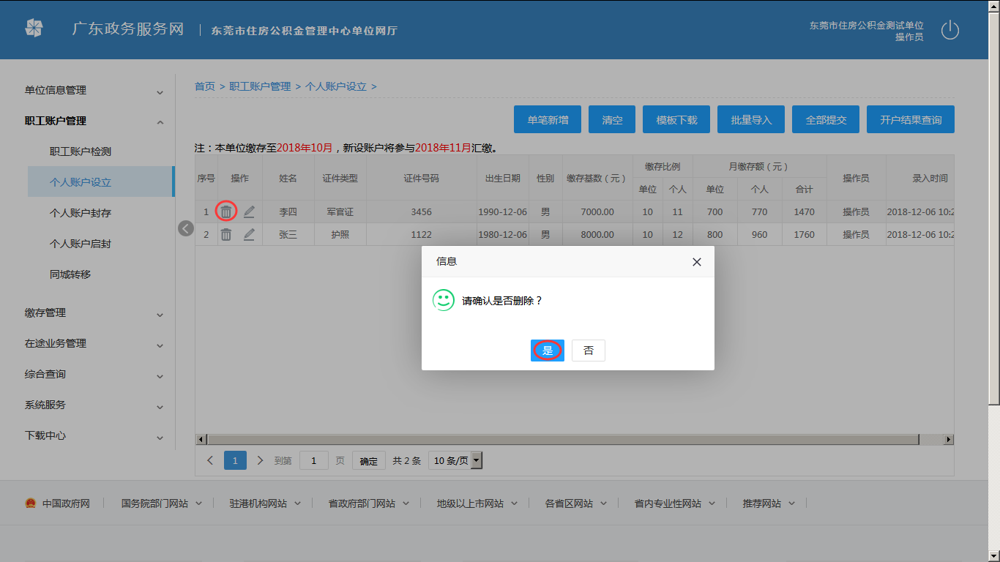 广东政务服务网 东莞市住房公积金管理中心单位网厅
东莞市住房公积金测试单位
操作员
单位信息管理
职工账户管理
职工账户检测
个人账户设立
个人账户封存
个人账户启封
同城转移
缴存管理
在途业务管理
综合查询
系统服务
下载中心
首页 > 职工账户管理 > 个人账户设立 >
单笔新增 清空 模板下载 批量导入 全部提交 开户结果查询
注：本单位缴存至2018年10月，新设账户将参与2018年11月汇缴。
序号 操作 姓名 证件类型 证件号码 出生日期 性别 缴存基数（元） 缴存比例 月缴存额（元） 操作员 录入时间
单位 个人 单位 个人 合计
1 李四 军官证 3456 1990-12-06 男 7000.00 10 11 700 770 1470 操作员 2018-12-06 10:2
2 张三 护照 1122 1980-12-06 男 8000.00 10 12 800 960 1760 操作员 2018-12-06 10:2
信息
请确认是否删除？
是 否
1 到第 1 页 确定 共 2 条 10 条/页
中国政府网 国务院部门网站 驻港机构网站 省政府部门网站 地级以上市网站 各省区网站 省内专业性网站 推荐网站